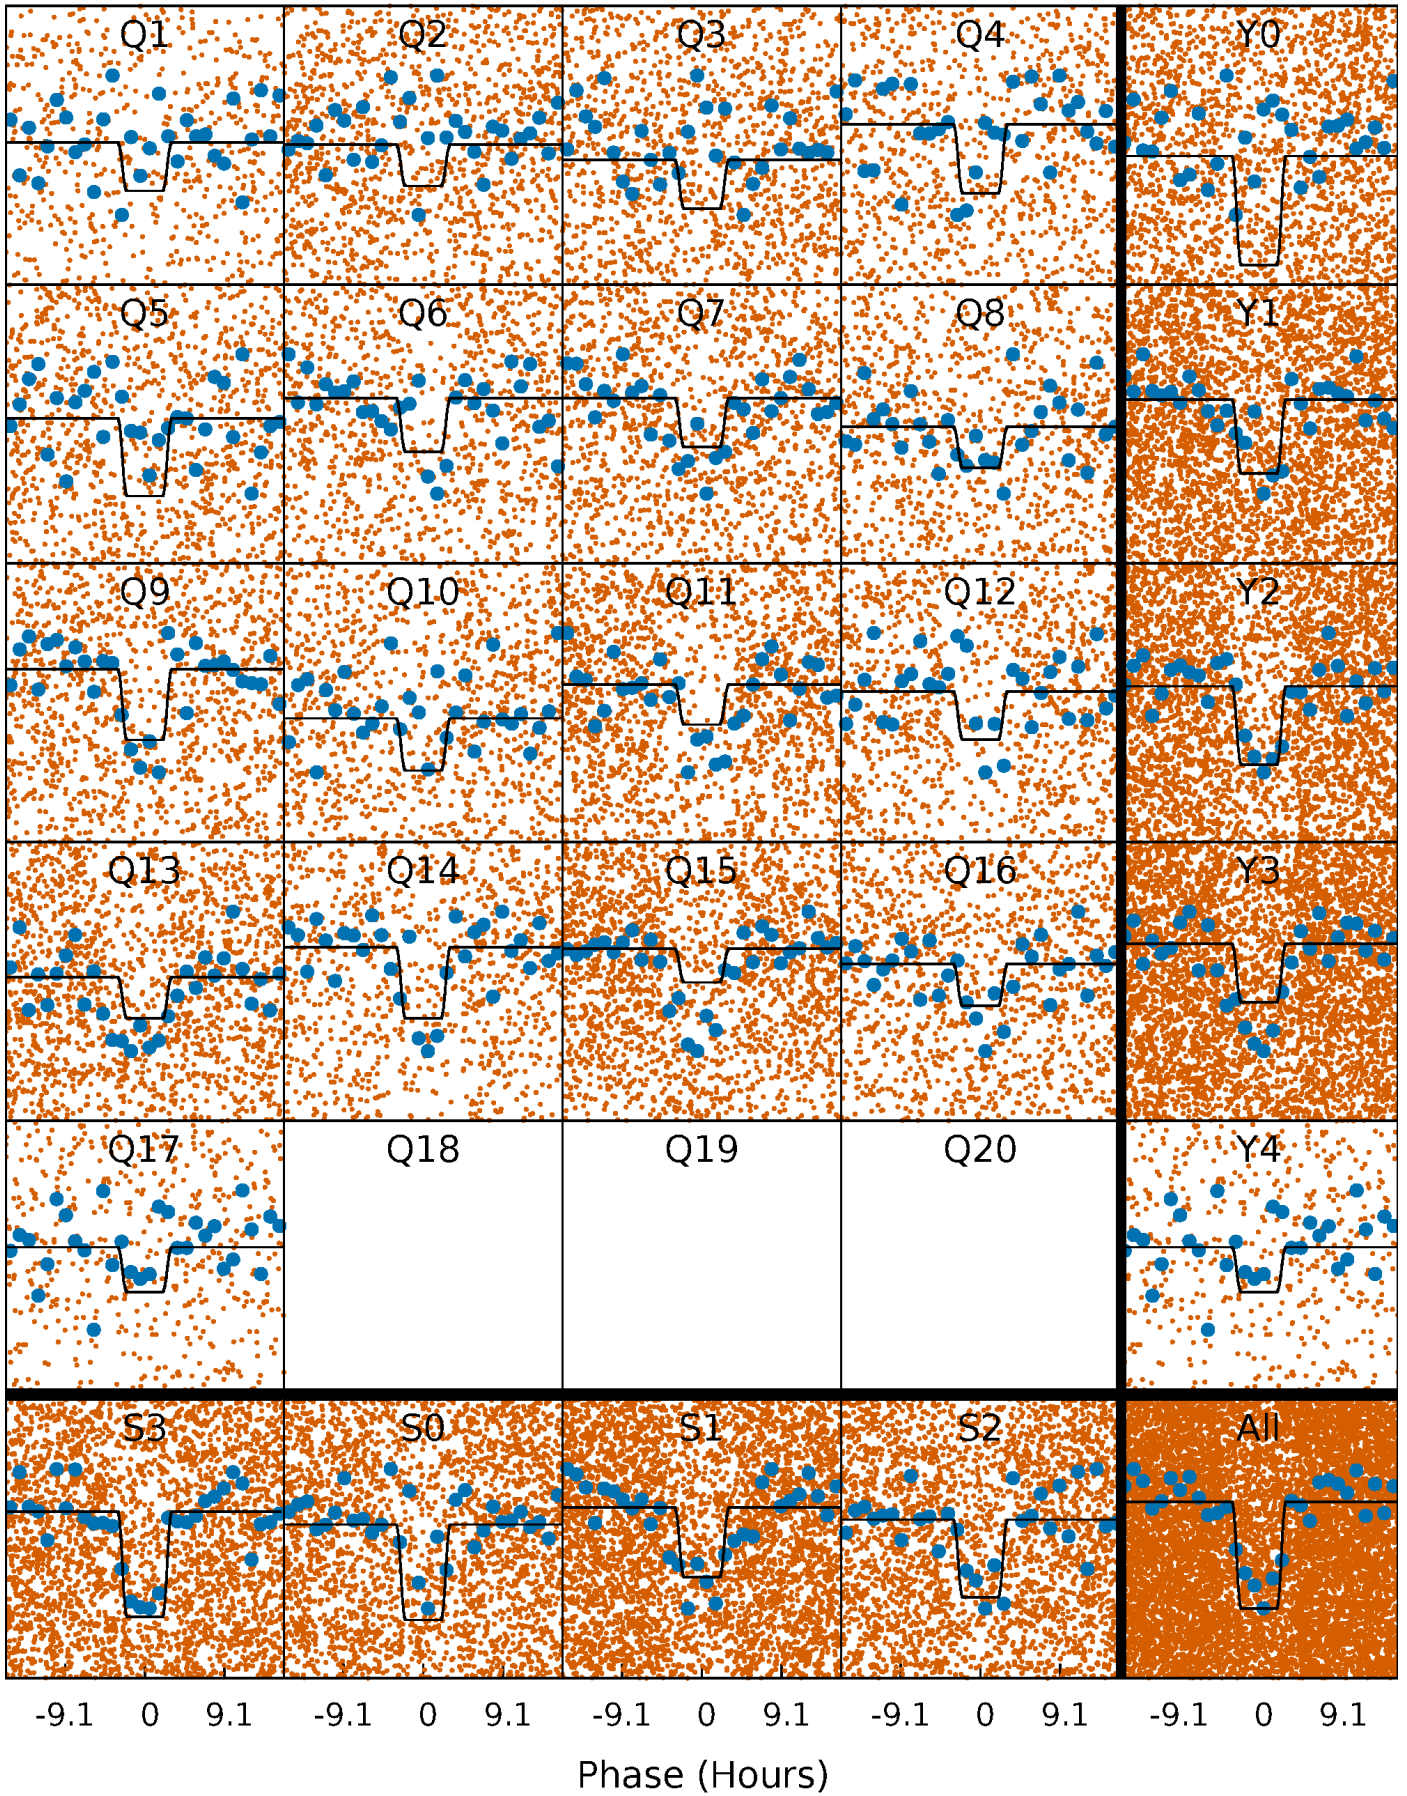 Q1 Q2 Q3 Q4 Y0
Q5 Q6 Q7 Q8 Y1
Q9 Q10 Q11 Q12 Y2
Q13 Q14 Q15 Q16 Y3
Q17 Q18 Q19 Q20 Y4
S3 S0 S1 S2 All
-9.1 0 9.1 -9.1 0 9.1 -9.1 0 9.1 -9.1 0 9.1 -9.1 0 9.1
Phase (Hours)